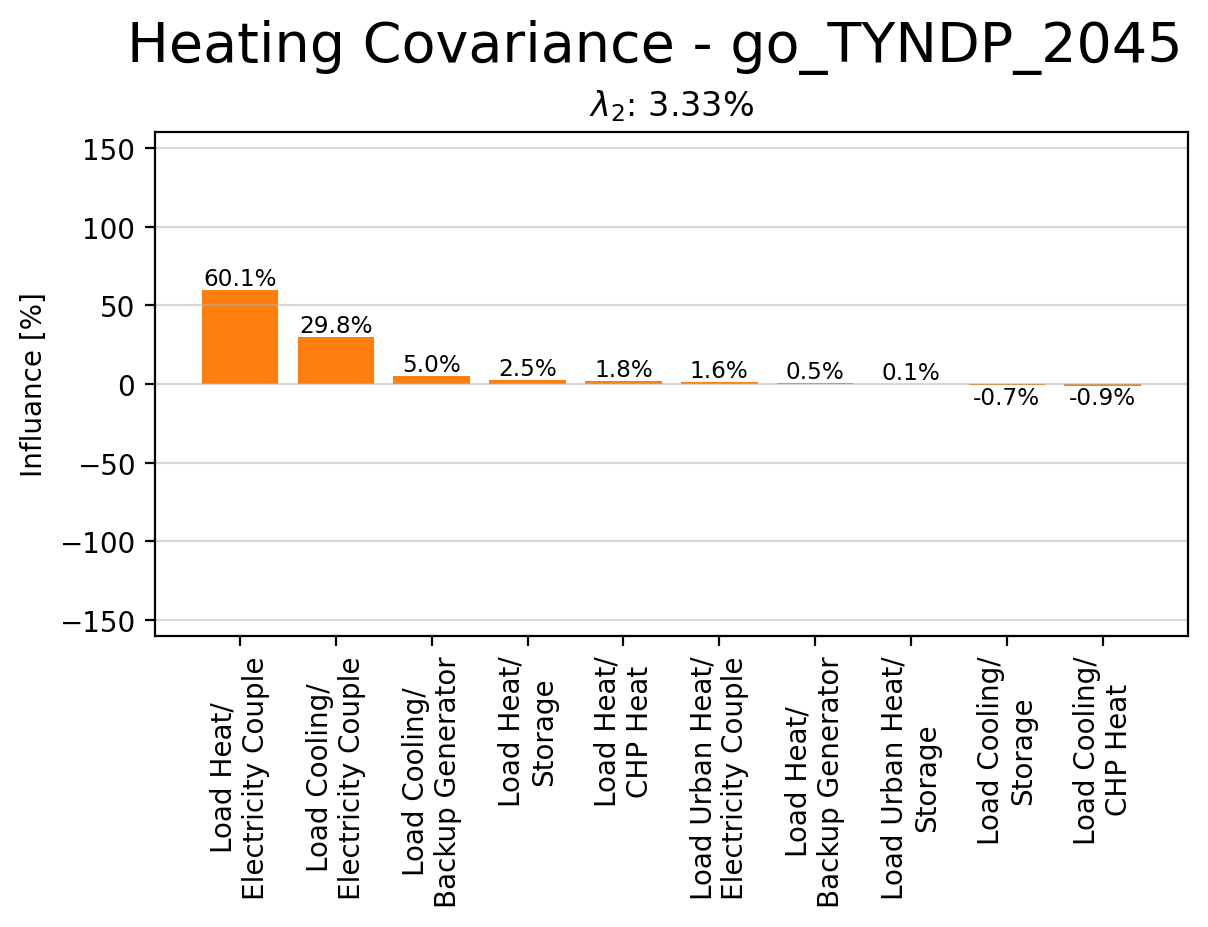 Heating Covariance - go_TYNDP_2045
λ₂: 3.33%
Influance [%]
150
100
50
0
−50
−100
−150
60.1%
29.8%
5.0%
2.5%
1.8%
1.6%
0.5%
0.1%
-0.7%
-0.9%
Load Heat/
Electricity Couple
Load Cooling/
Electricity Couple
Load Cooling/
Backup Generator
Load Heat/
Storage
Load Heat/
CHP Heat
Load Urban Heat/
Electricity Couple
Load Heat/
Backup Generator
Load Urban Heat/
Storage
Load Cooling/
Storage
Load Cooling/
CHP Heat